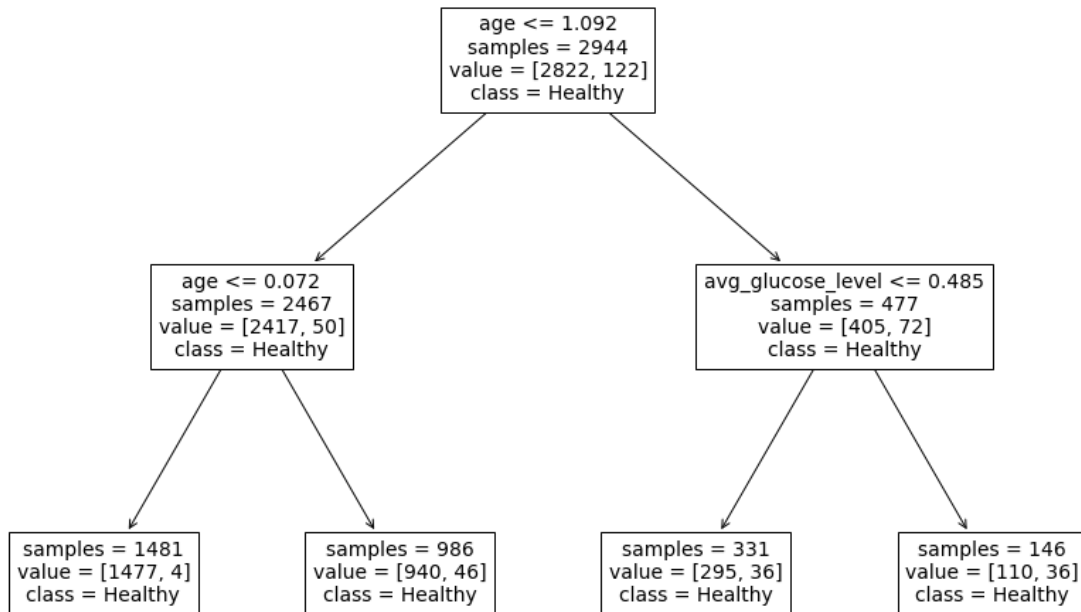 age <= 1.092
samples = 2944
value = [2822, 122]
class = Healthy
age <= 0.072
samples = 2467
value = [2417, 50]
class = Healthy
avg_glucose_level <= 0.485
samples = 477
value = [405, 72]
class = Healthy
samples = 1481
value = [1477, 4]
class = Healthy
samples = 986
value = [940, 46]
class = Healthy
samples = 331
value = [295, 36]
class = Healthy
samples = 146
value = [110, 36]
class = Healthy